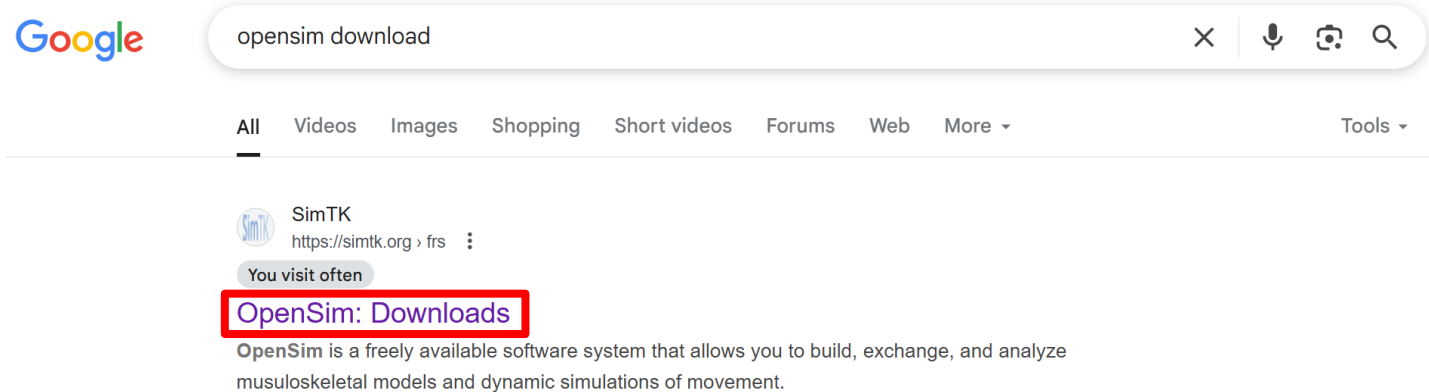 Google
opensim download
All Videos Images Shopping Short videos Forums Web More Tools
SimTK
SimTK
https://simtk.org › frs
You visit often
OpenSim: Downloads
OpenSim is a freely available software system that allows you to build, exchange, and analyze
musuloskeletal models and dynamic simulations of movement.